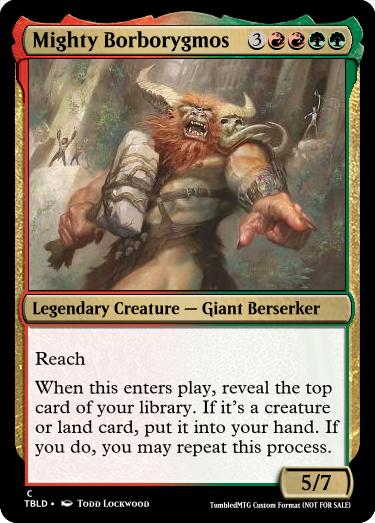 Mighty Borborygmos 3
Legendary Creature — Giant Berserker
Reach
When this enters play, reveal the top
card of your library. If it's a creature
or land card, put it into your hand. If
you do, you may repeat this process.
5/7
C
TBLD • Todd Lockwood
TumbledMTG Custom Format (NOT FOR SALE)